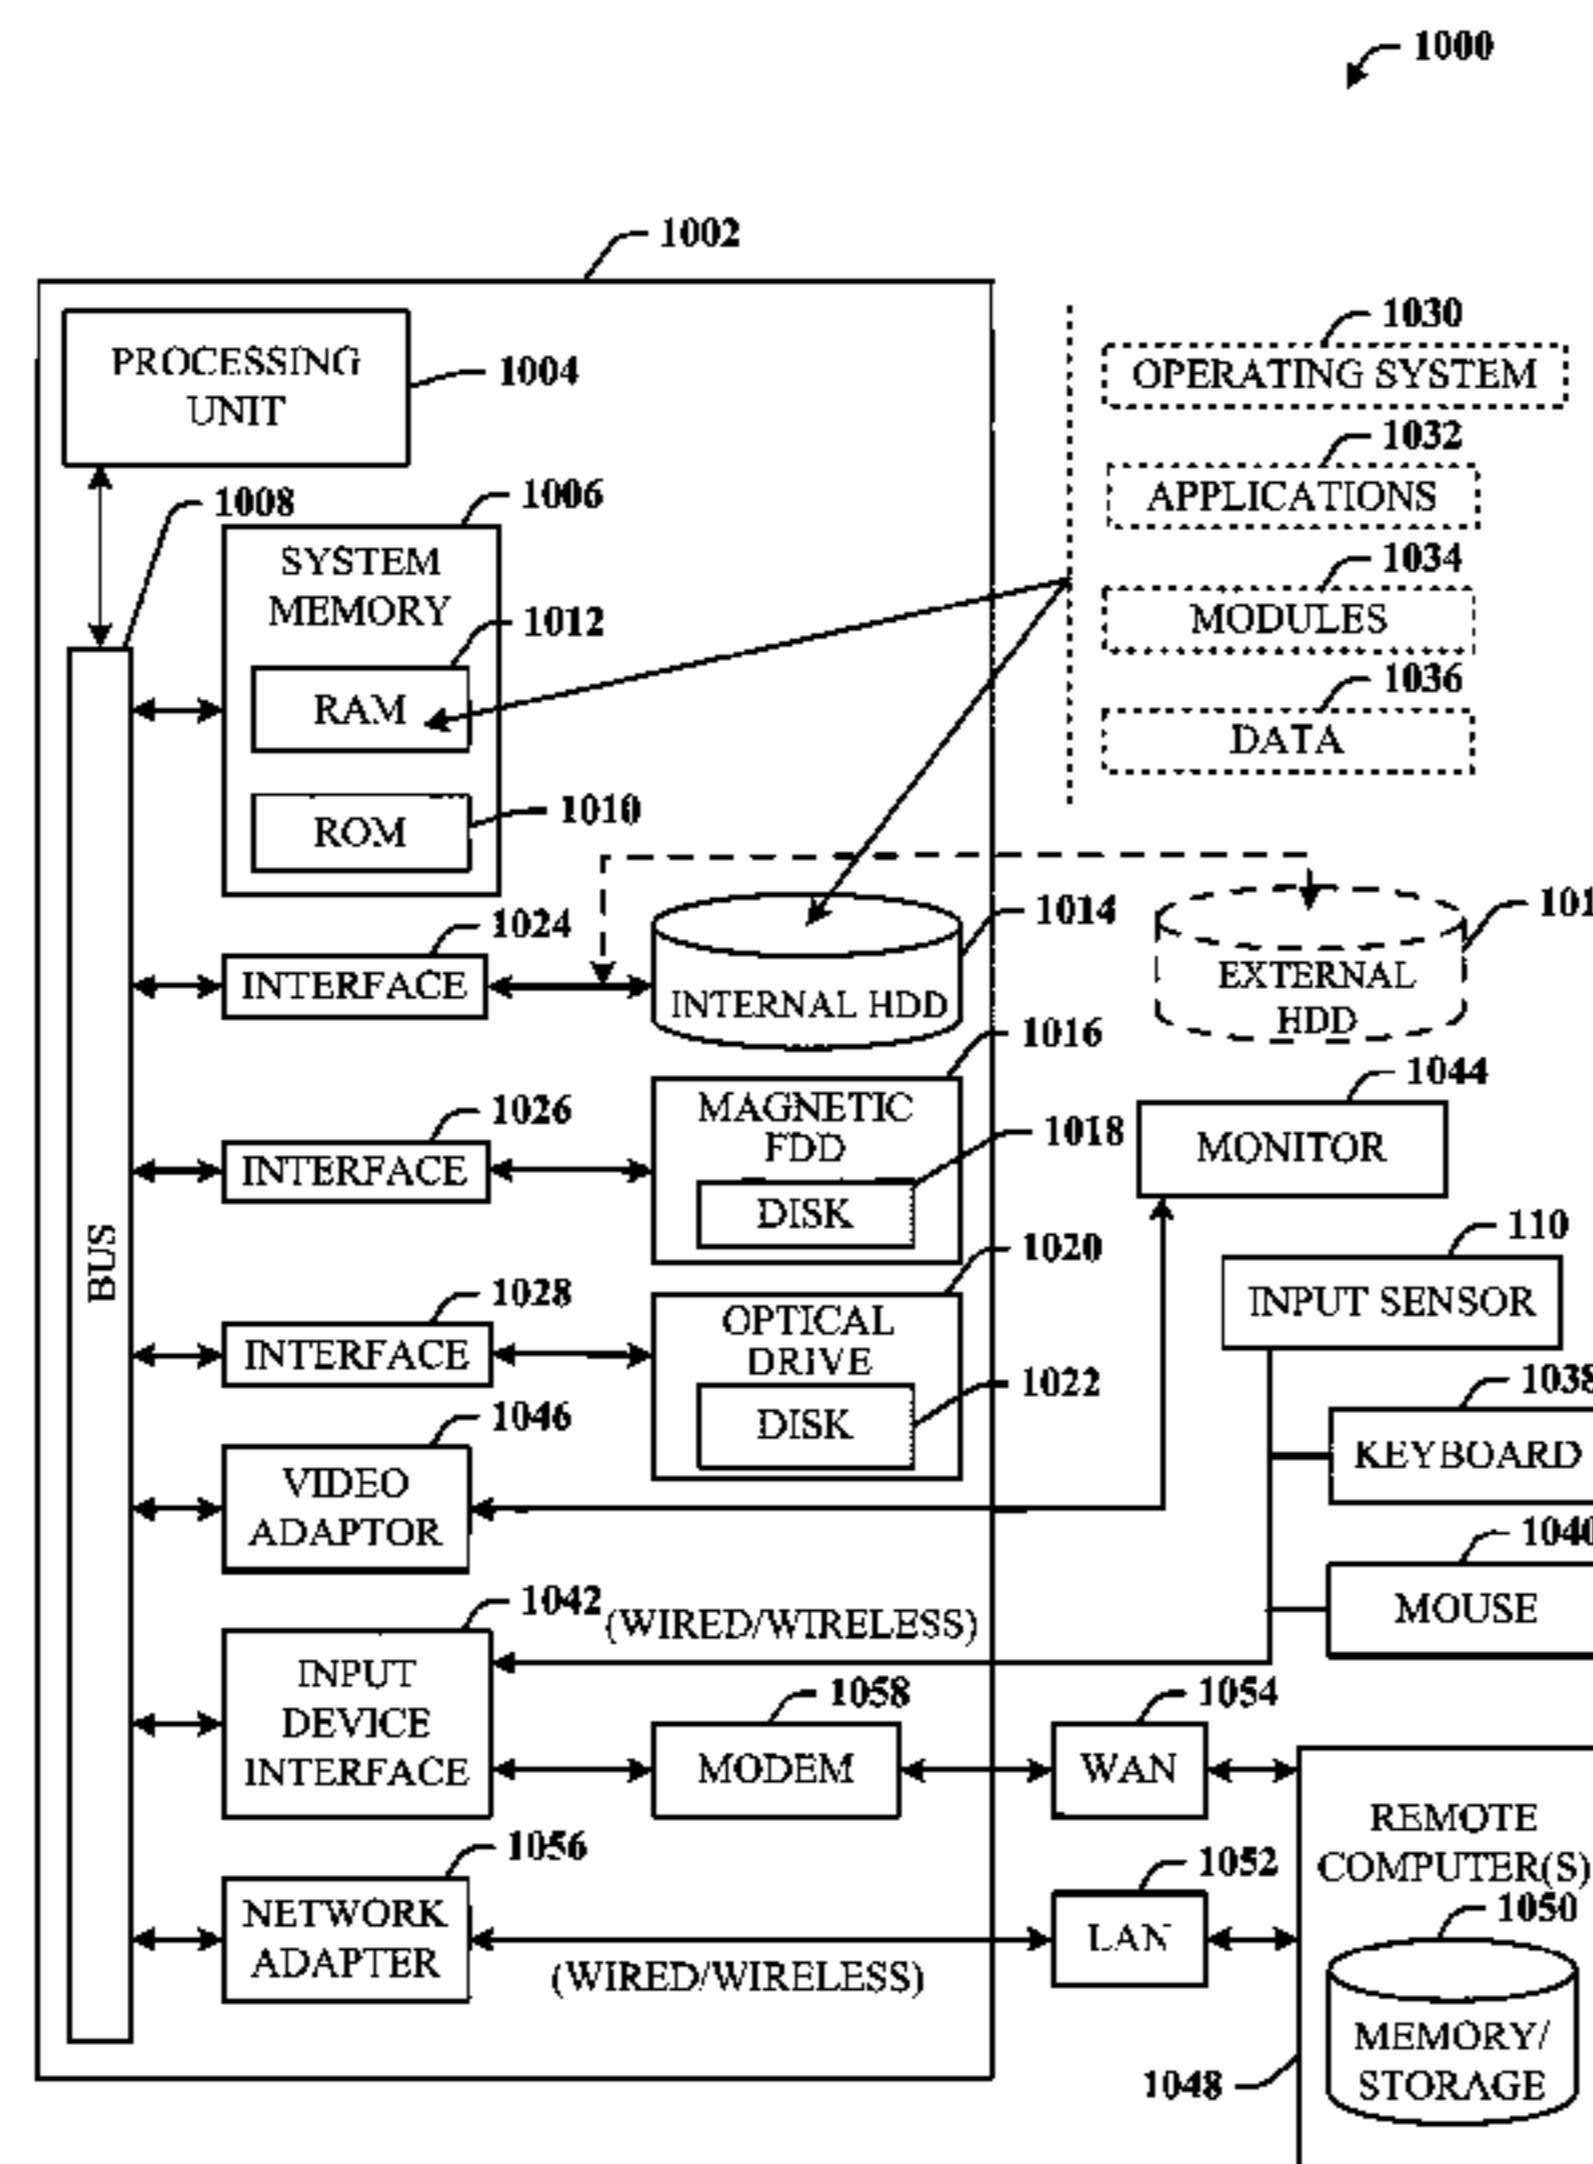 1000
1002
PROCESSING
UNIT
1004
1030
OPERATING SYSTEM
1032
APPLICATIONS
1034
MODULES
1036
DATA
1008
1006
SYSTEM
MEMORY
1012
RAM
1010
ROM
1024
INTERFACE
1014
INTERNAL HDD
101
EXTERNAL
HDD
1026
INTERFACE
1016
MAGNETIC
FDD
1018
DISK
1044
MONITOR
BUS
1028
INTERFACE
1020
OPTICAL
DRIVE
1022
DISK
110
INPUT SENSOR
1038
KEYBOARD
1046
VIDEO
ADAPTOR
1040
MOUSE
1042
(WIRED/WIRELESS)
INPUT
DEVICE
INTERFACE
1058
MODEM
1054
WAN
1056
NETWORK
ADAPTER
(WIRED/WIRELESS)
1052
LAN
REMOTE
COMPUTER(S)
1050
MEMORY/
STORAGE
1048